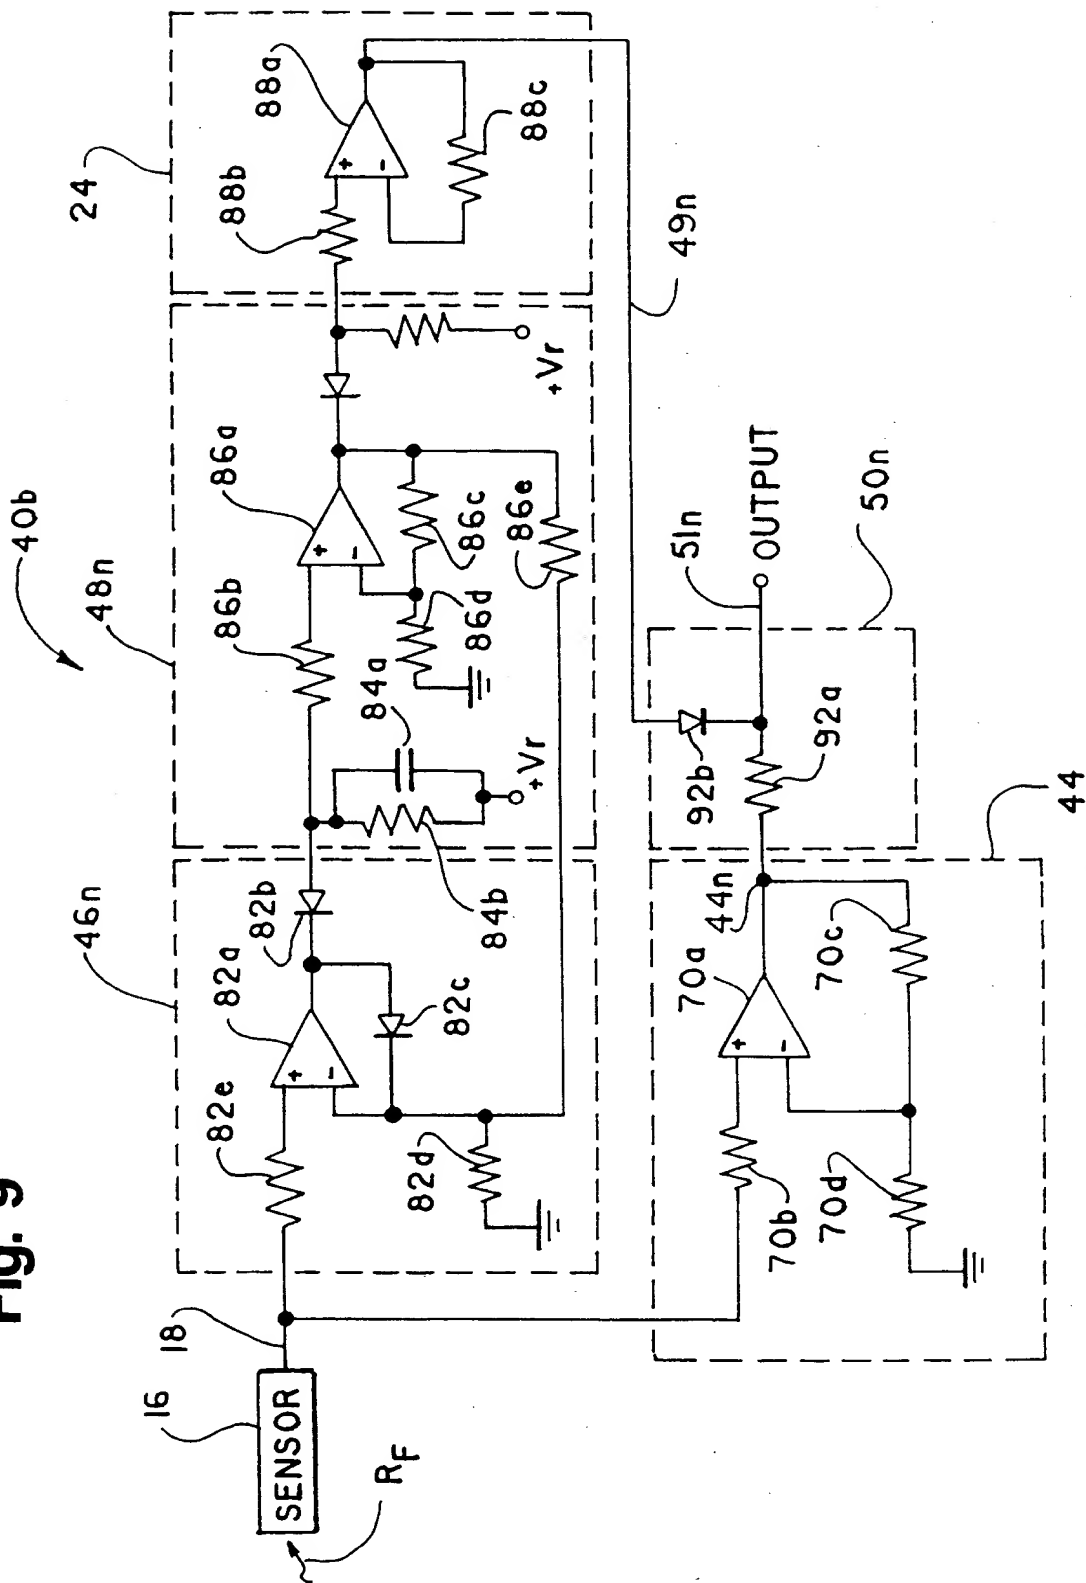 Fig. 9
40b
46n
48n
24
82e
82a
82b
82c
82d
84b
84a
+Vr
86b
86a
86c
86d
86e
+Vr
88b
88a
88c
49n
16
18
SENSOR
RF
44
70b
70a
70c
70d
44n
92b
92a
51n
OUTPUT
50n
+
-
+
-
+
-
+
-